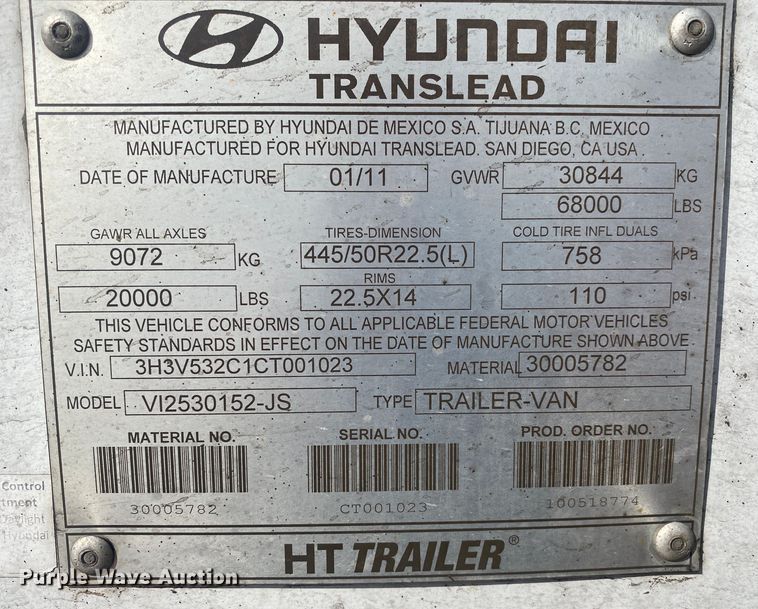 HYUNDAI
TRANSLEAD
MANUFACTURED BY HYUNDAI DE MEXICO S.A. TIJUANA B.C. MEXICO
MANUFACTURED FOR HYUNDAI TRANSLEAD. SAN DIEGO, CA USA
DATE OF MANUFACTURE 01/11 GVWR 30844 KG
68000 LBS
GAWR ALL AXLES TIRES-DIMENSION COLD TIRE INFL DUALS
9072 KG 445/50R22.5(L) 758 kPa
RIMS
20000 LBS 22.5X14 110 psi
THIS VEHICLE CONFORMS TO ALL APPLICABLE FEDERAL MOTOR VEHICLES
SAFETY STANDARDS IN EFFECT ON THE DATE OF MANUFACTURE SHOWN ABOVE
V.I.N. 3H3V532C1CT001023 MATERIAL 30005782
MODEL VI2530152-JS TYPE TRAILER-VAN
MATERIAL NO. SERIAL NO. PROD. ORDER NO.
30005782 CT001023 100518774
HT TRAILER®
Control
tment
Daylight
Hyundai
Purple Wave Auction